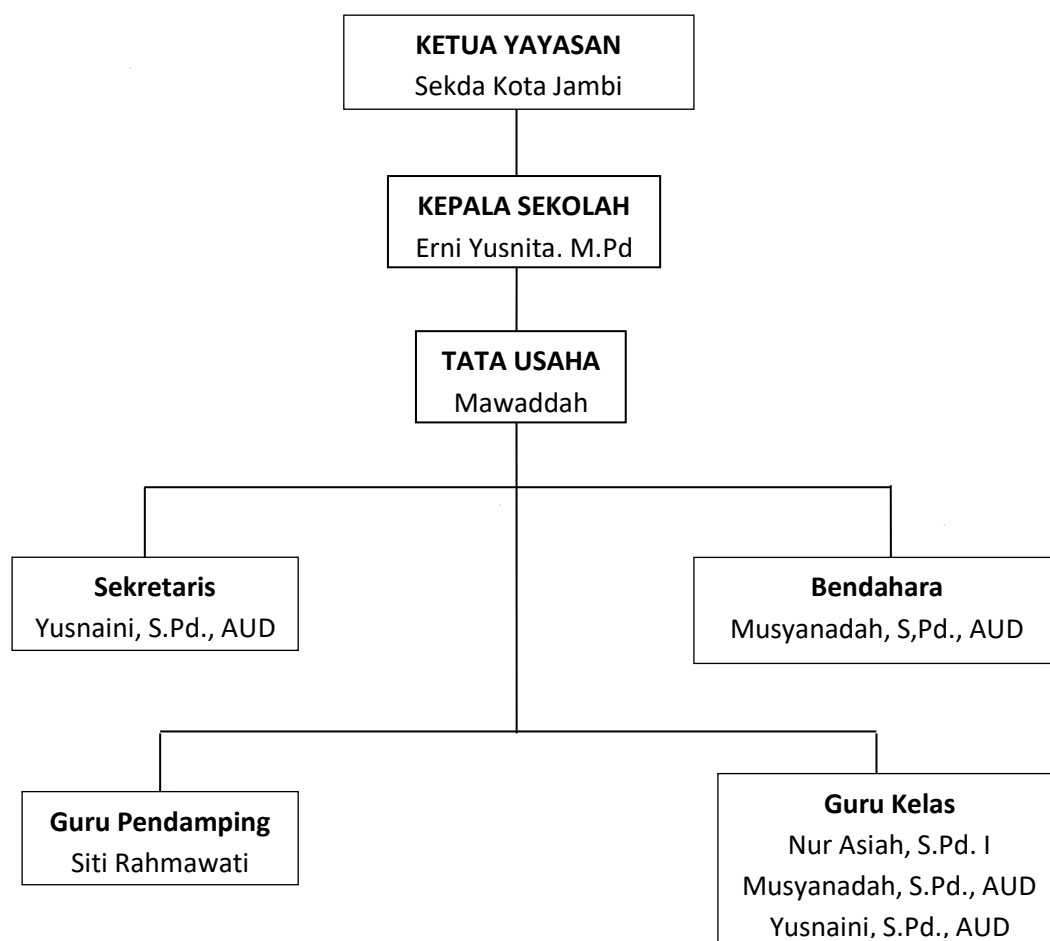 KETUA YAYASAN
Sekda Kota Jambi
KEPALA SEKOLAH
Erni Yusnita. M.Pd
TATA USAHA
Mawaddah
Sekretaris
Yusnaini, S.Pd., AUD
Bendahara
Musyanadah, S,Pd., AUD
Guru Pendamping
Siti Rahmawati
Guru Kelas
Nur Asiah, S.Pd. I
Musyanadah, S.Pd., AUD
Yusnaini, S.Pd., AUD